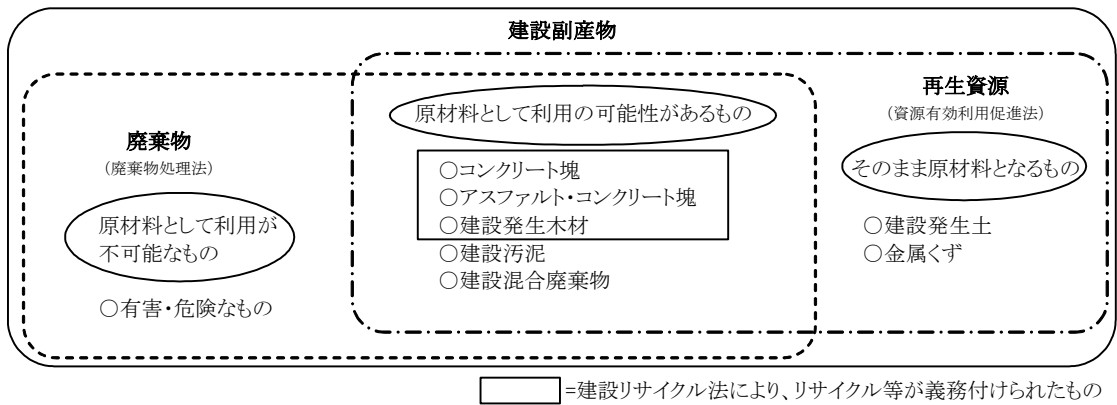 建設副産物
再生資源
(資源有効利用促進法)
原材料として利用の可能性があるもの
廃棄物
(廃棄物処理法)
そのまま原材料となるもの
○コンクリート塊
○アスファルト・コンクリート塊
○建設発生木材
○建設汚泥
○建設混合廃棄物
原材料として利用が
不可能なもの
○建設発生土
○金属くず
○有害・危険なもの
=建設リサイクル法により、リサイクル等が義務付けられたもの